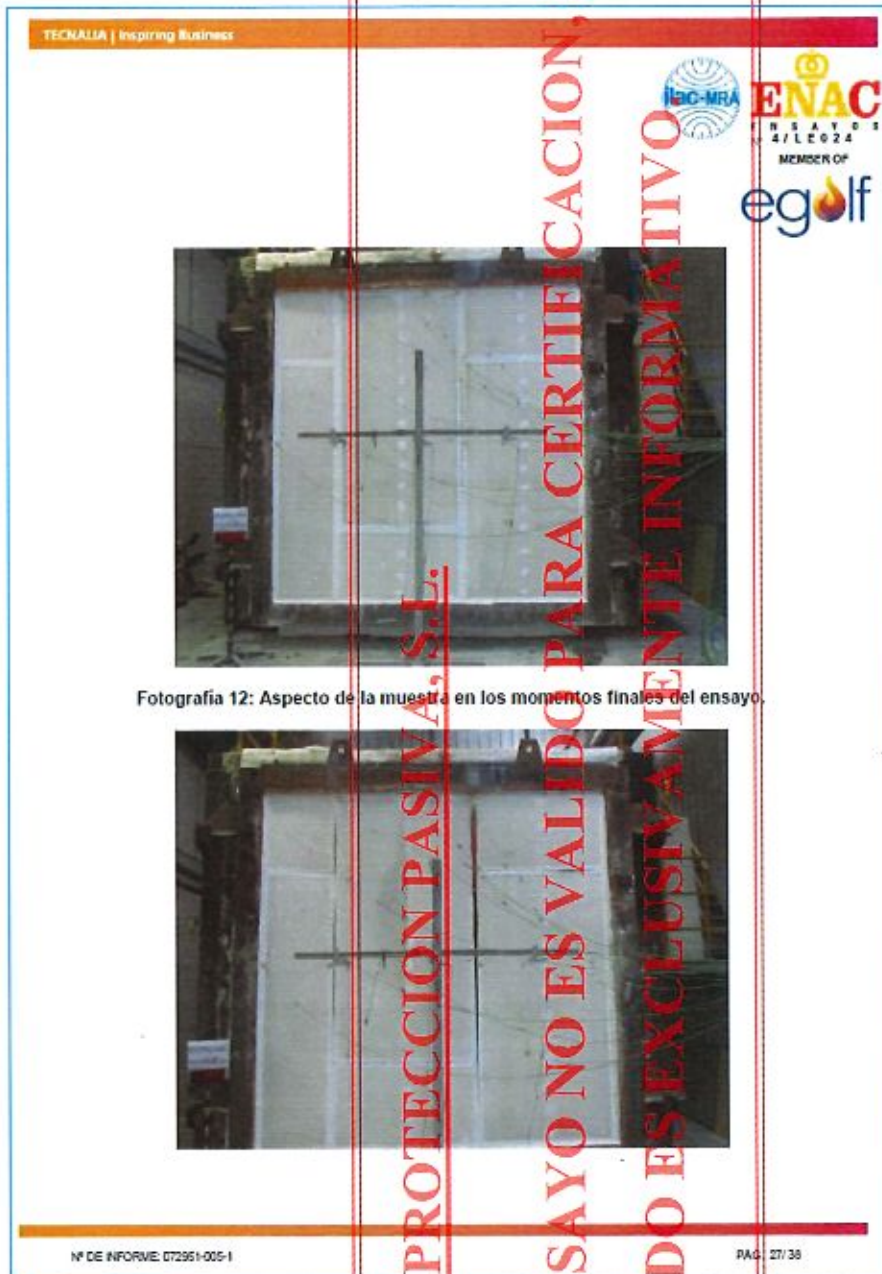 TECNALIA | Inspiring Business
ilac-MRA
ENAC
ENSAYOS
4/LE024
MEMBER OF
egolf
Fotografía 12: Aspecto de la muestra en los momentos finales del ensayo.
PROTECCION PASIVA, S.L.
SAYO NO ES VALIDO PARA CERTIFICACION,
DO ES EXCLUSIVAMENTE INFORMATIVO
Nº DE INFORME: 072951-005-1
PAG. 27/38